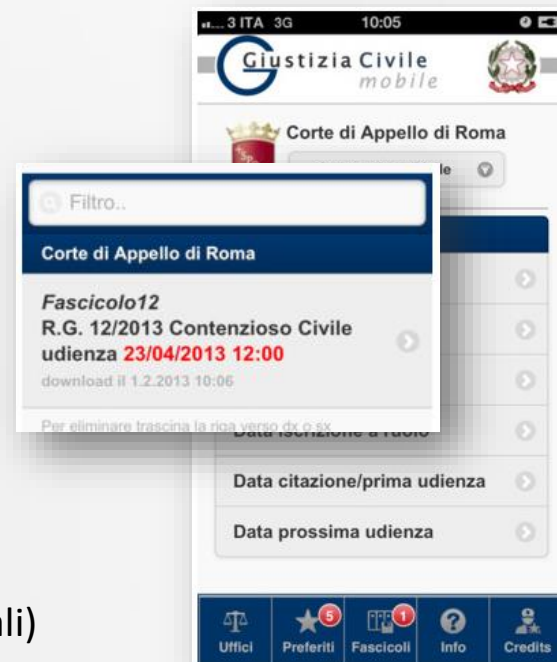 3 ITA 3G 10:05
Giustizia Civile
mobile
Corte di Appello di Roma
Filtro..
Corte di Appello di Roma
Fascicolo12
R.G. 12/2013 Contenzioso Civile
udienza 23/04/2013 12:00
download il 1.2.2013 10:06
Per eliminare trascina la riga verso dx o sx
Data iscrizione a ruolo
Data citazione/prima udienza
Data prossima udienza
5
1
Uffici Preferiti Fascicoli Info Credits
ali)